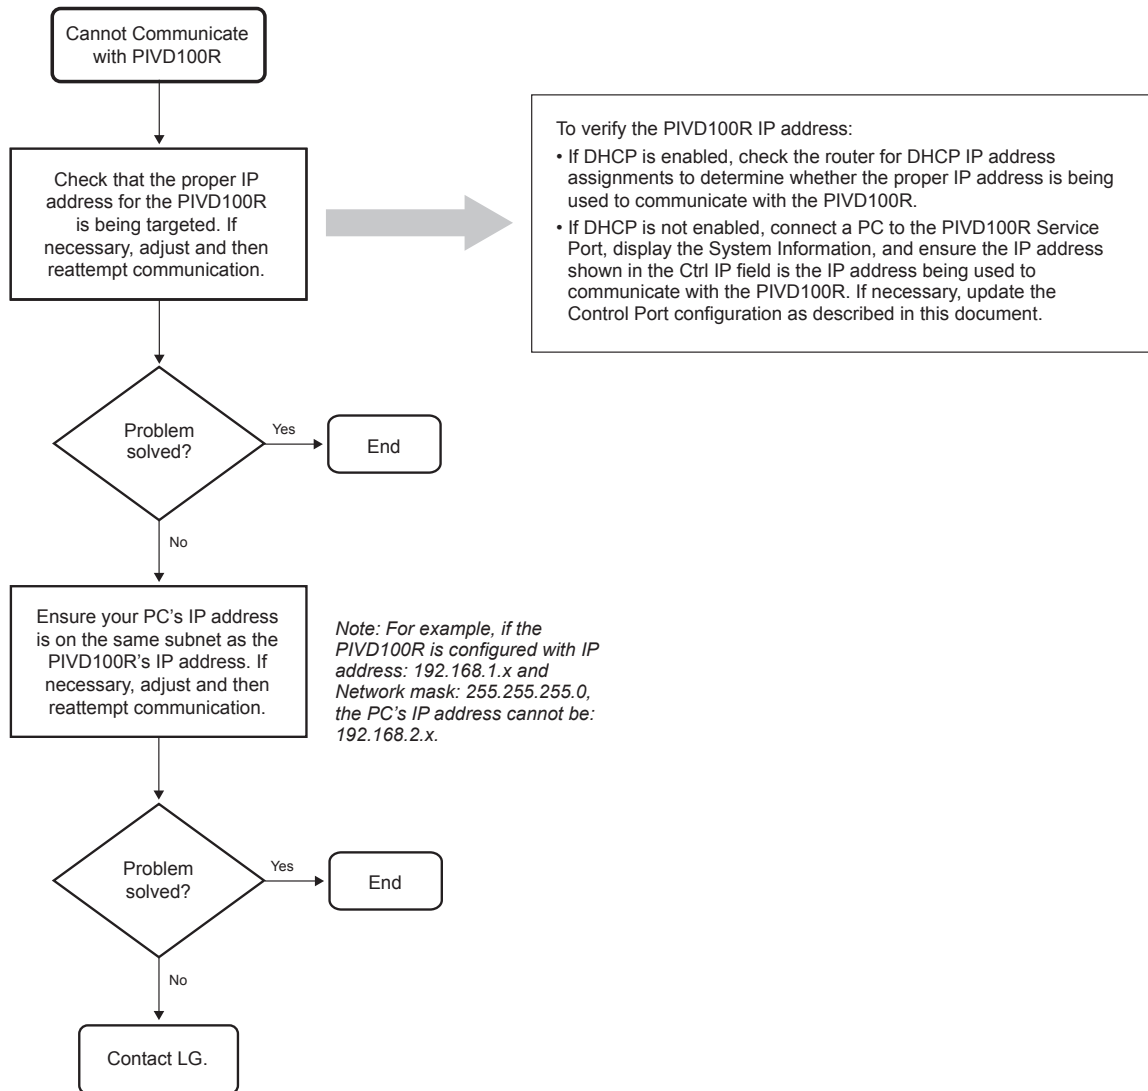 Cannot Communicate
with PIVD100R
Check that the proper IP
address for the PIVD100R
is being targeted. If
necessary, adjust and then
reattempt communication.
To verify the PIVD100R IP address:
• If DHCP is enabled, check the router for DHCP IP address
assignments to determine whether the proper IP address is being
used to communicate with the PIVD100R.
• If DHCP is not enabled, connect a PC to the PIVD100R Service
Port, display the System Information, and ensure the IP address
shown in the Ctrl IP field is the IP address being used to
communicate with the PIVD100R. If necessary, update the
Control Port configuration as described in this document.
Problem
solved?
Yes
End
No
Ensure your PC's IP address
is on the same subnet as the
PIVD100R's IP address. If
necessary, adjust and then
reattempt communication.
Note: For example, if the
PIVD100R is configured with IP
address: 192.168.1.x and
Network mask: 255.255.255.0,
the PC's IP address cannot be:
192.168.2.x.
Problem
solved?
Yes
End
No
Contact LG.